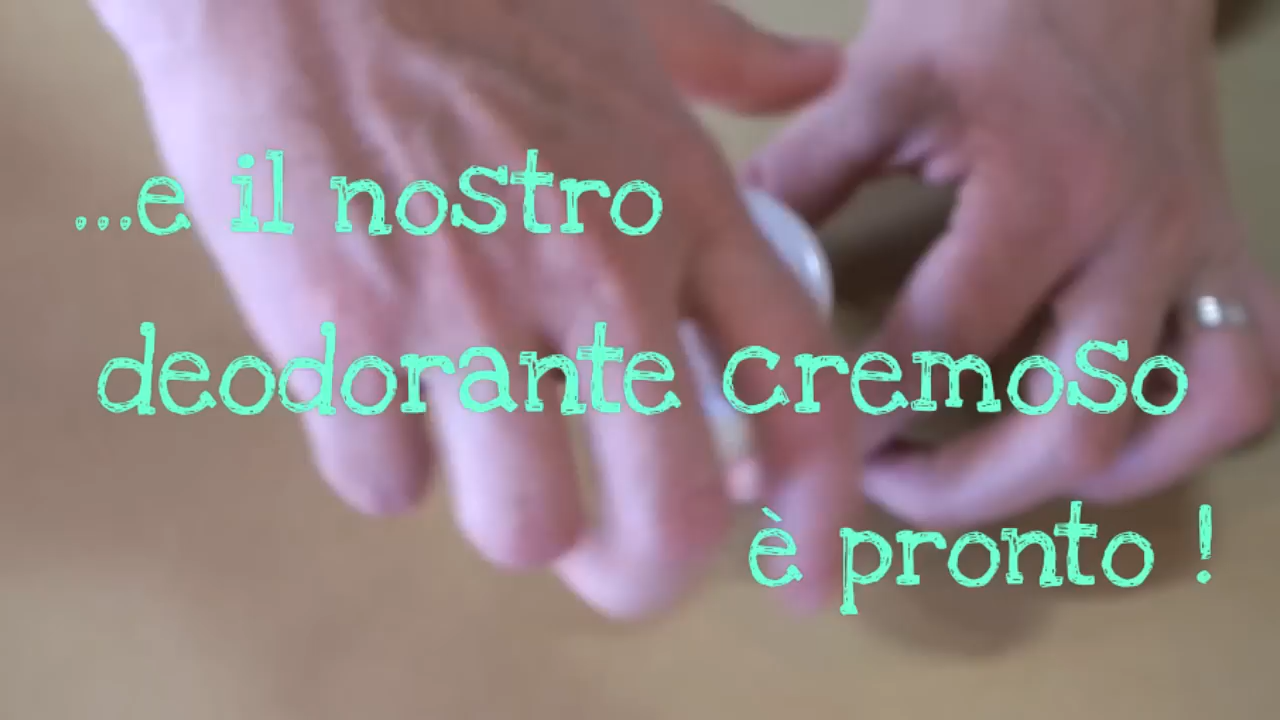 ...e il nostro
deodorante cremoso
è pronto !